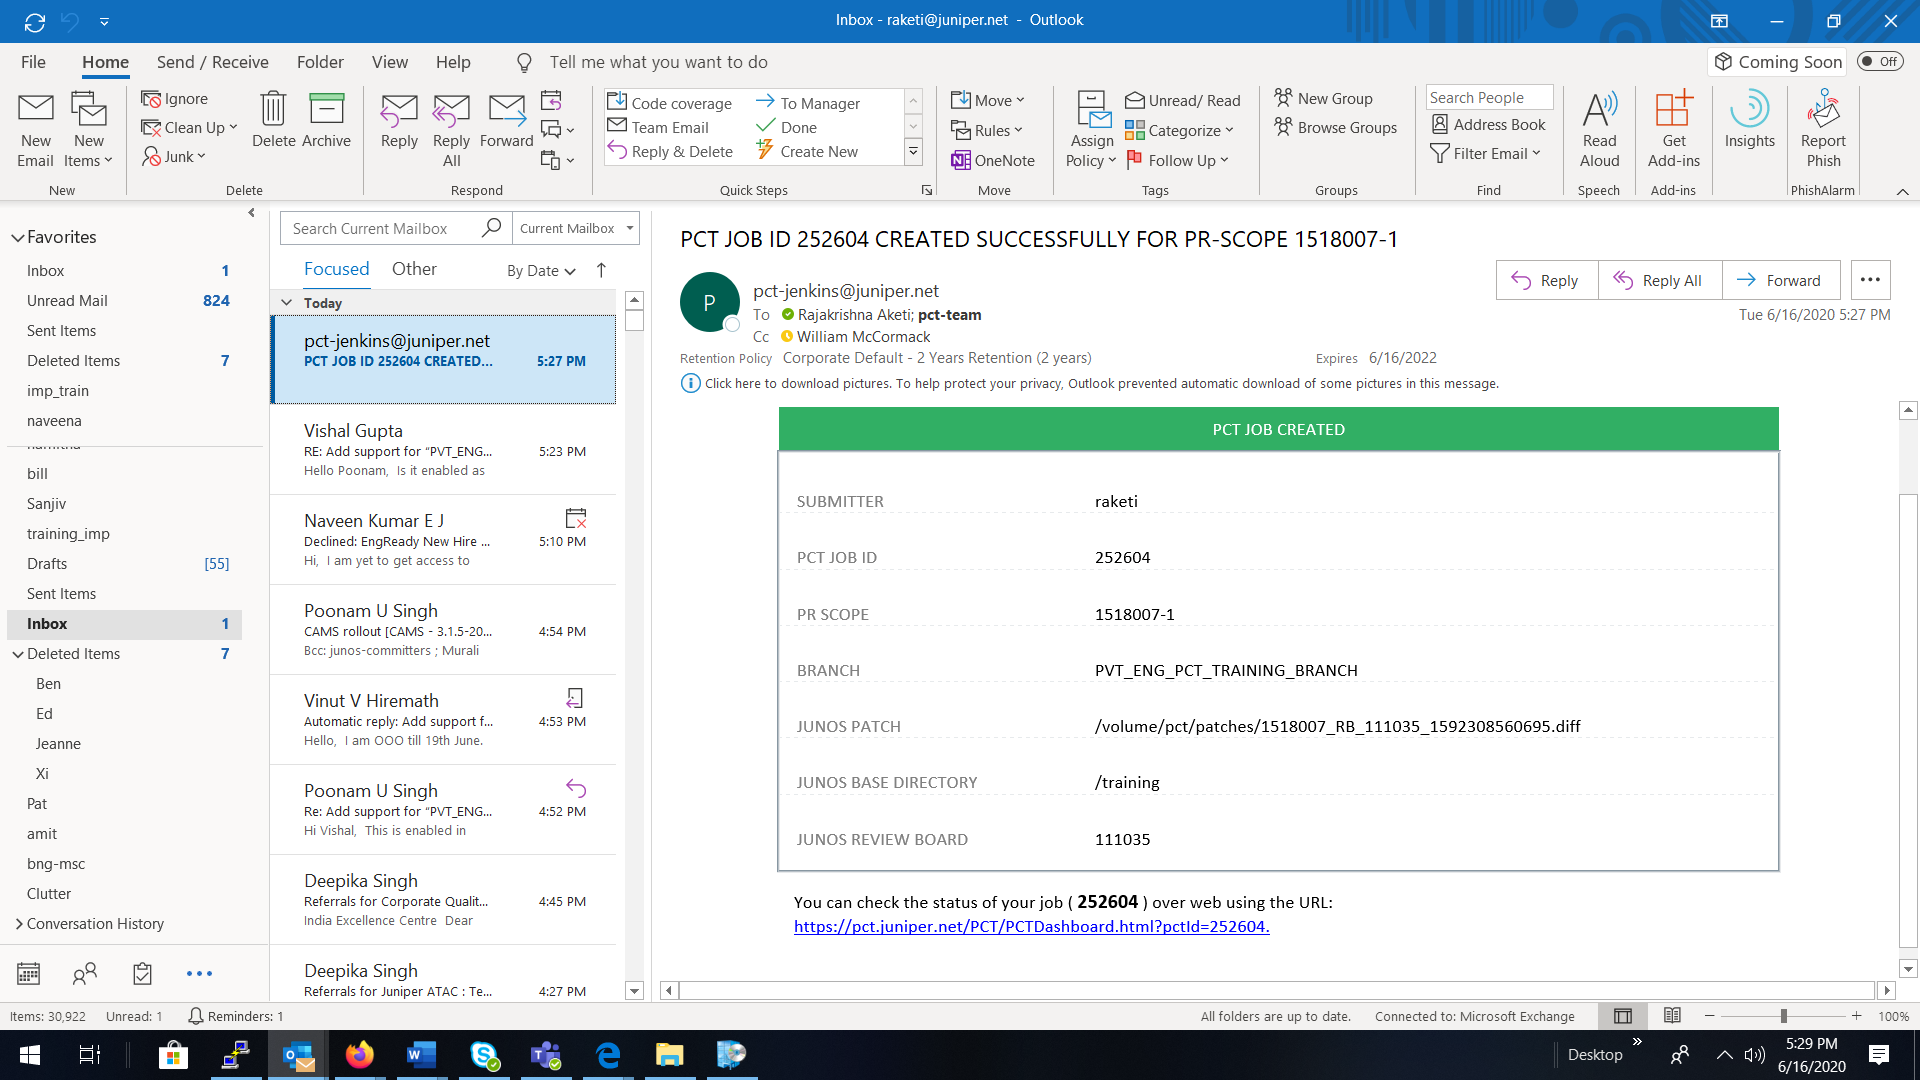 Inbox - raketi@juniper.net - Outlook
File Home Send / Receive Folder View Help Tell me what you want to do Coming Soon Off
New Email
New Items
New
Ignore
Clean Up
Junk
Delete
Archive
Delete
Reply
Reply All
Forward
Respond
Code coverage
Team Email
Reply & Delete
To Manager
Done
Create New
Quick Steps
Move
Rules
OneNote
Move
Assign Policy
Unread/ Read
Categorize
Follow Up
Tags
New Group
Browse Groups
Groups
Search People
Address Book
Filter Email
Find
Read Aloud
Speech
Get Add-ins
Add-ins
Insights
Report Phish
PhishAlarm
Favorites
Inbox 1
Unread Mail 824
Sent Items
Deleted Items 7
imp_train
naveena
bill
Sanjiv
training_imp
Drafts [55]
Sent Items
Inbox 1
Deleted Items 7
Ben
Ed
Jeanne
Xi
Pat
amit
bng-msc
Clutter
Conversation History
Search Current Mailbox Current Mailbox
Focused Other By Date
Today
pct-jenkins@juniper.net
PCT JOB ID 252604 CREATED... 5:27 PM
Vishal Gupta
RE: Add support for “PVT_ENG... 5:23 PM
Hello Poonam, Is it enabled as
Naveen Kumar E J
Declined: EngReady New Hire ... 5:10 PM
Hi, I am yet to get access to
Poonam U Singh
CAMS rollout [CAMS - 3.1.5-20... 4:54 PM
Bcc: junos-committers ; Murali
Vinut V Hiremath
Automatic reply: Add support f... 4:53 PM
Hello, I am OOO till 19th June.
Poonam U Singh
Re: Add support for “PVT_ENG... 4:52 PM
Hi Vishal, This is enabled in
Deepika Singh
Referrals for Corporate Qualit... 4:45 PM
India Excellence Centre Dear
Deepika Singh
Referrals for Juniper ATAC : Te... 4:27 PM
PCT JOB ID 252604 CREATED SUCCESSFULLY FOR PR-SCOPE 1518007-1
P
pct-jenkins@juniper.net
Reply Reply All Forward
To Rajakrishna Aketi; pct-team
Tue 6/16/2020 5:27 PM
Cc William McCormack
Retention Policy Corporate Default - 2 Years Retention (2 years) Expires 6/16/2022
Click here to download pictures. To help protect your privacy, Outlook prevented automatic download of some pictures in this message.
PCT JOB CREATED
SUBMITTER raketi
PCT JOB ID 252604
PR SCOPE 1518007-1
BRANCH PVT_ENG_PCT_TRAINING_BRANCH
JUNOS PATCH /volume/pct/patches/1518007_RB_111035_1592308560695.diff
JUNOS BASE DIRECTORY /training
JUNOS REVIEW BOARD 111035
You can check the status of your job ( 252604 ) over web using the URL:
https://pct.juniper.net/PCT/PCTDashboard.html?pctId=252604.
Items: 30,922 Unread: 1 Reminders: 1 All folders are up to date. Connected to: Microsoft Exchange 100%
Desktop
5:29 PM
6/16/2020